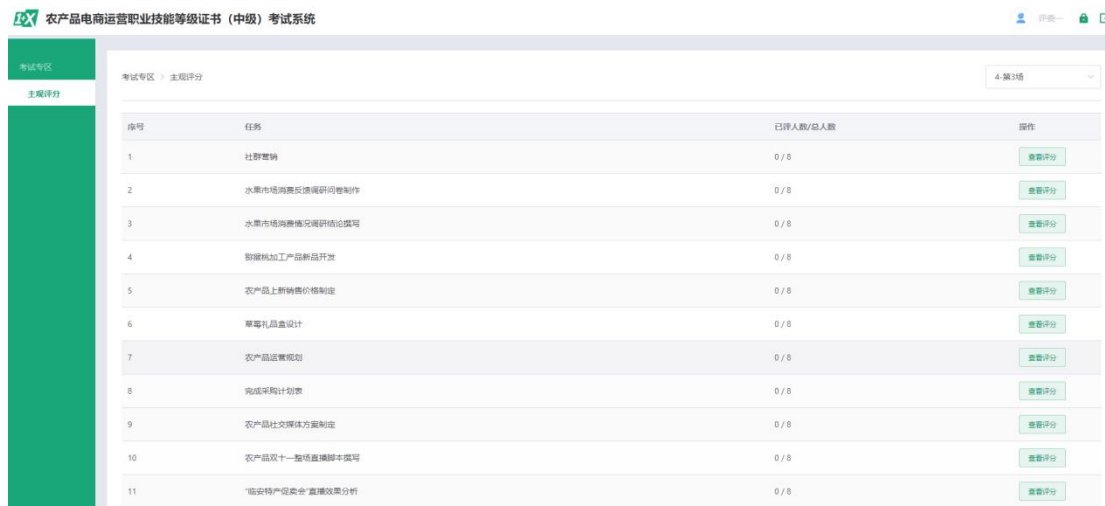 农产品电商运营职业技能等级证书（中级）考试系统
考试专区
主观评分
考试专区 > 主观评分
4-第3场
序号 任务 已评人数/总人数 操作
1 社群营销 0 / 8 查看评分
2 水果市场消费反馈调研问卷制作 0 / 8 查看评分
3 水果市场消费情况调研结论撰写 0 / 8 查看评分
4 猕猴桃加工产品新品开发 0 / 8 查看评分
5 农产品上新销售价格制定 0 / 8 查看评分
6 草莓礼品盒设计 0 / 8 查看评分
7 农产品运营规划 0 / 8 查看评分
8 完成采购计划表 0 / 8 查看评分
9 农产品社交媒体方案制定 0 / 8 查看评分
10 农产品双十一整场直播脚本撰写 0 / 8 查看评分
11 "临安特产促卖会"直播效果分析 0 / 8 查看评分